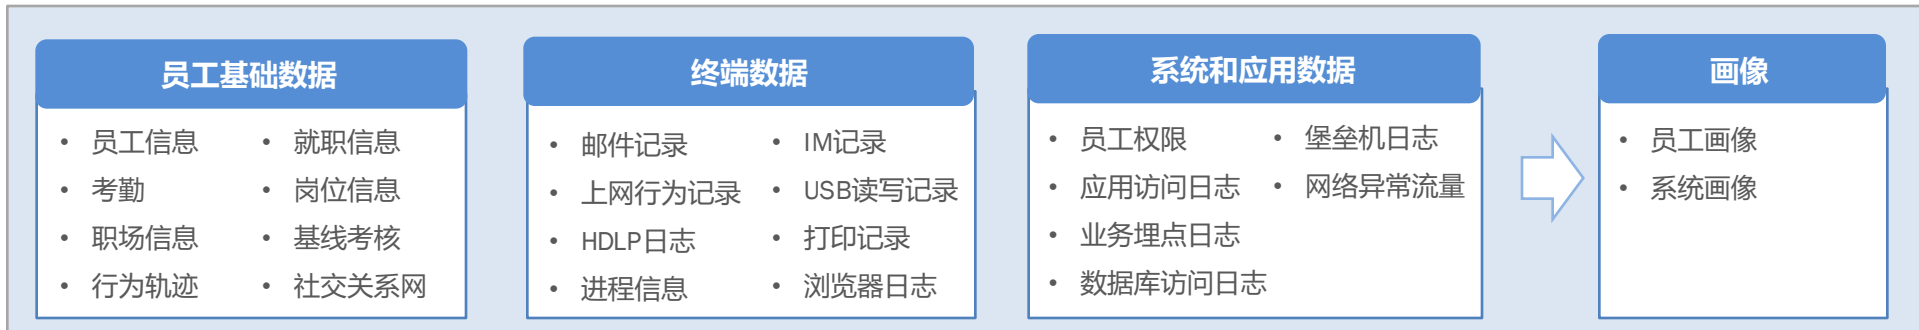 员工基础数据
• 员工信息
• 考勤
• 职场信息
• 行为轨迹
• 就职信息
• 岗位信息
• 基线考核
• 社交关系网
终端数据
• 邮件记录
• 上网行为记录
• HDLP日志
• 进程信息
• IM记录
• USB读写记录
• 打印记录
• 浏览器日志
系统和应用数据
• 员工权限
• 应用访问日志
• 业务埋点日志
• 数据库访问日志
• 堡垒机日志
• 网络异常流量
画像
• 员工画像
• 系统画像